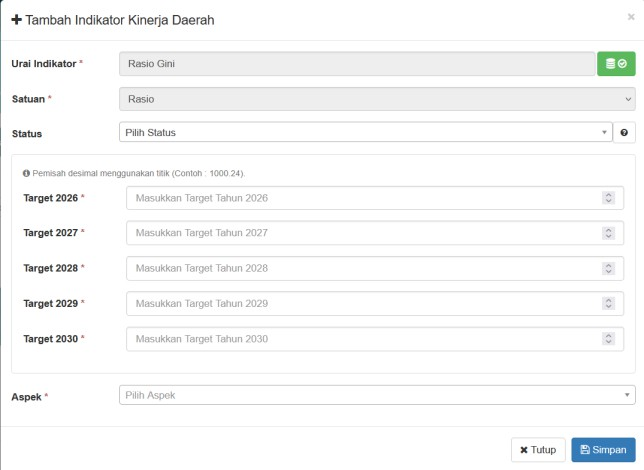 Tambah Indikator Kinerja Daerah
Urai Indikator * Rasio Gini
Satuan * Rasio
Status Pilih Status
Pemisah desimal menggunakan titik (Contoh : 1000.24).
Target 2026 * Masukkan Target Tahun 2026
Target 2027 * Masukkan Target Tahun 2027
Target 2028 * Masukkan Target Tahun 2028
Target 2029 * Masukkan Target Tahun 2029
Target 2030 * Masukkan Target Tahun 2030
Aspek * Pilih Aspek
Tutup Simpan